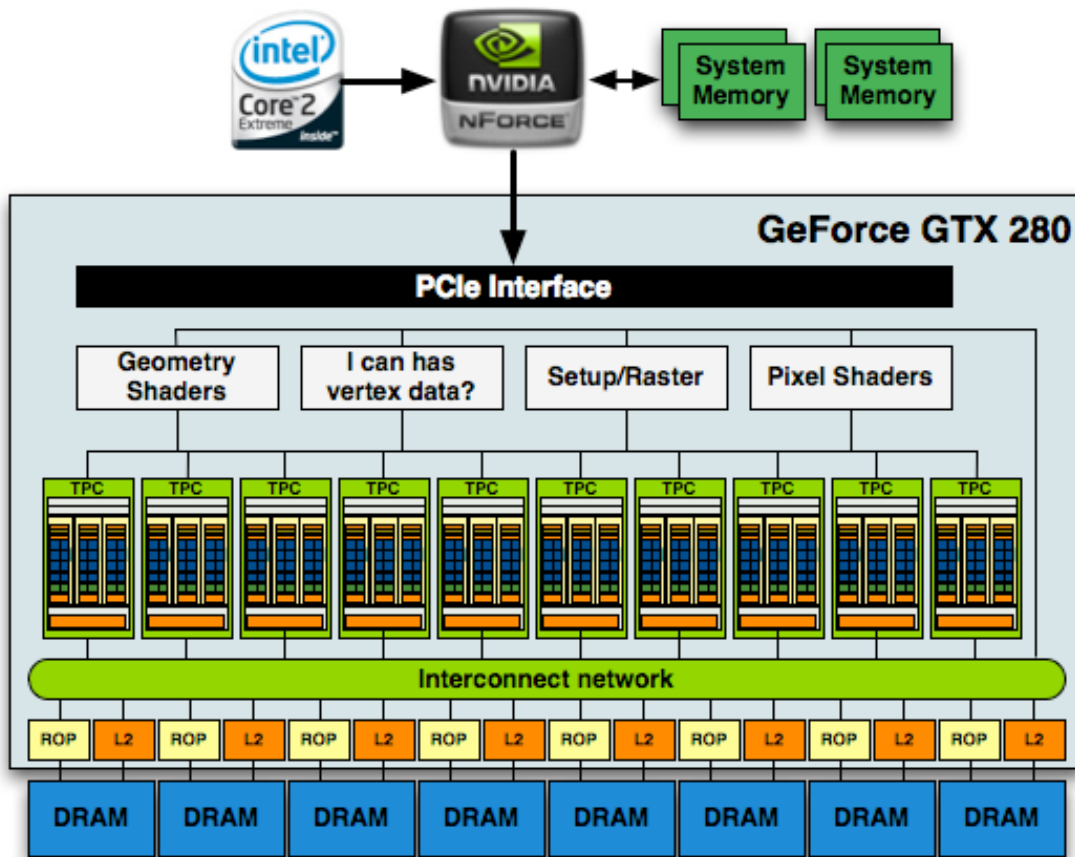 intel
Core™2
Extreme
inside™
NVIDIA
NFORCE
System
Memory
System
Memory
GeForce GTX 280
PCIe Interface
Geometry
Shaders
I can has
vertex data?
Setup/Raster
Pixel Shaders
TPC TPC TPC TPC TPC TPC TPC TPC TPC TPC
Interconnect network
ROP L2 ROP L2 ROP L2 ROP L2 ROP L2 ROP L2 ROP L2 ROP L2
DRAM DRAM DRAM DRAM DRAM DRAM DRAM DRAM